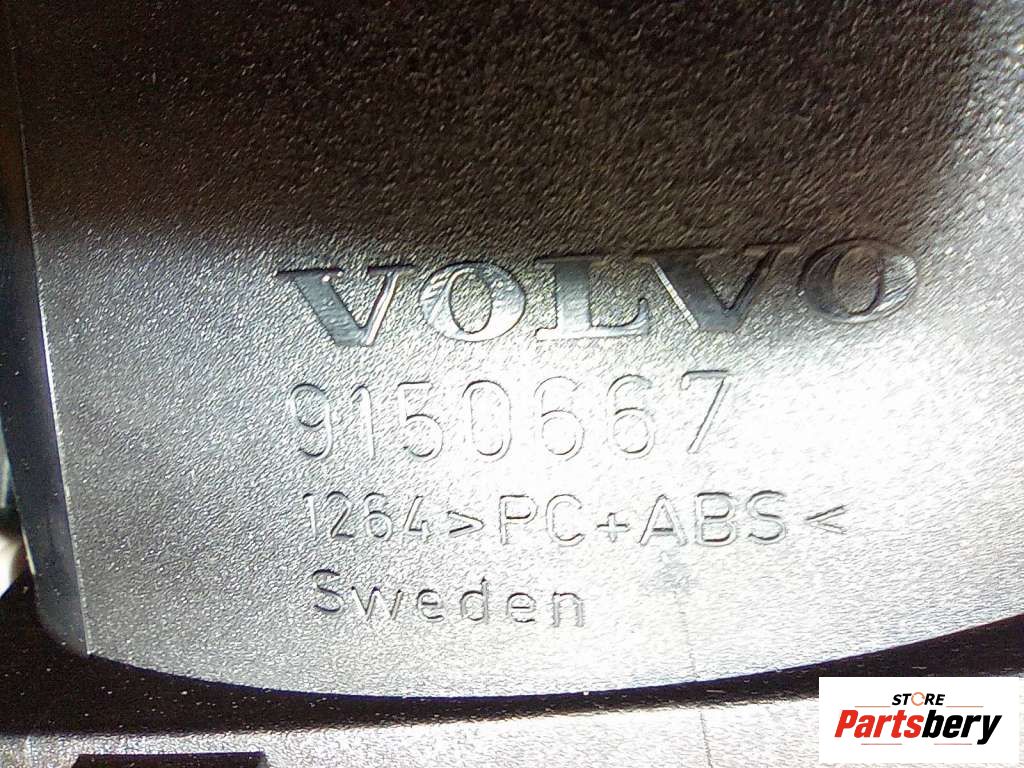 VOLVO
9150667
1264 >PC+ABS<
Sweden
STORE
Partsbery